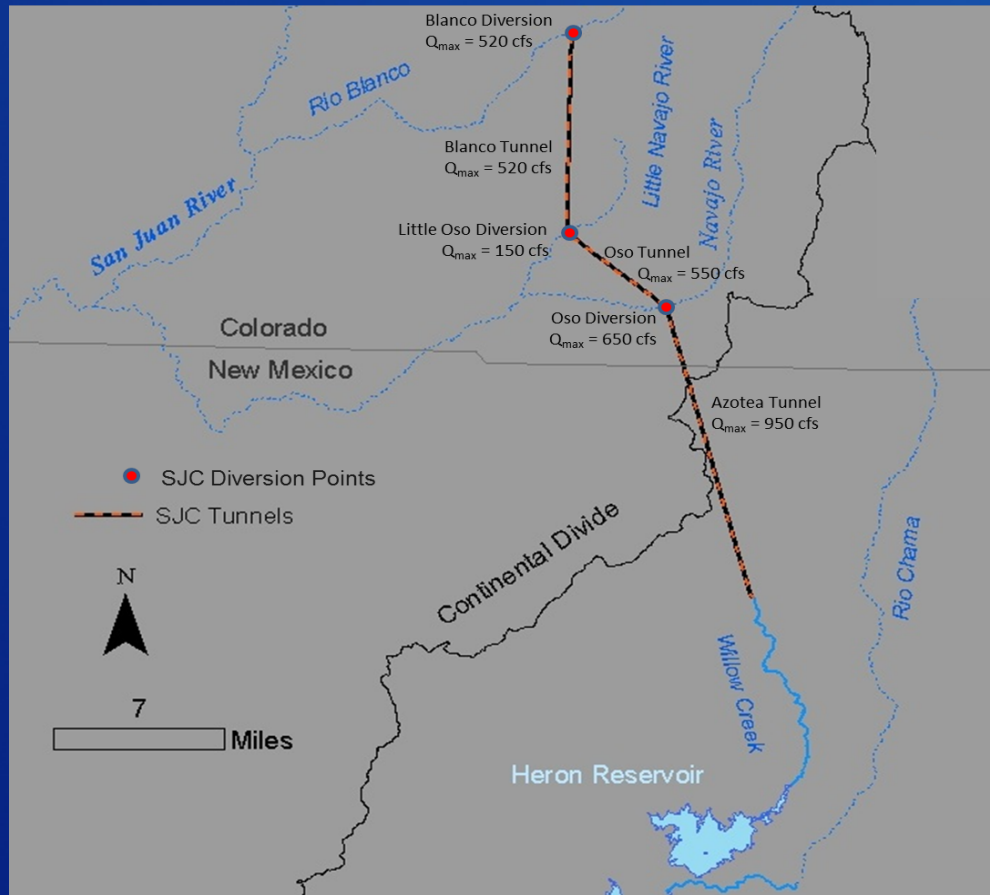 Blanco Diversion
Qmax = 520 cfs
Rio Blanco
Little Navajo River
Blanco Tunnel
Qmax = 520 cfs
Navajo River
San Juan River
Little Oso Diversion
Qmax = 150 cfs
Oso Tunnel
Qmax = 550 cfs
Oso Diversion
Qmax = 650 cfs
Colorado
New Mexico
Azotea Tunnel
Qmax = 950 cfs
SJC Diversion Points
SJC Tunnels
Continental Divide
Rio Chama
N
Willow Creek
7
Miles
Heron Reservoir